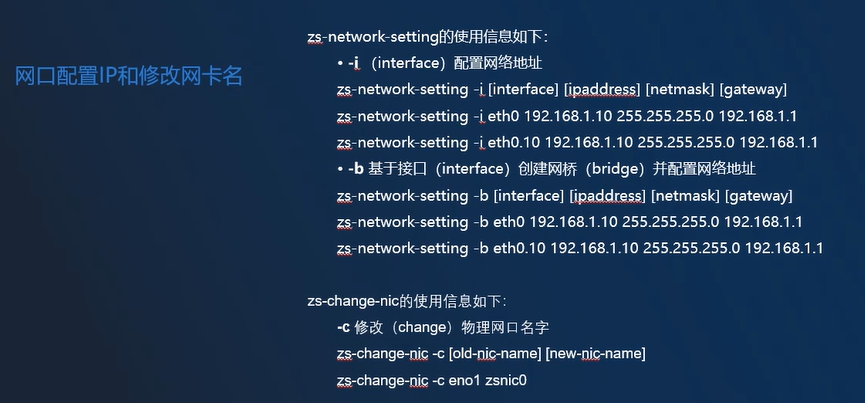 网口配置IP和修改网卡名
zs-network-setting的使用信息如下：
• -i （interface）配置网络地址
zs-network-setting -i [interface] [ipaddress] [netmask] [gateway]
zs-network-setting -i eth0 192.168.1.10 255.255.255.0 192.168.1.1
zs-network-setting -i eth0.10 192.168.1.10 255.255.255.0 192.168.1.1
• -b 基于接口（interface）创建网桥（bridge）并配置网络地址
zs-network-setting -b [interface] [ipaddress] [netmask] [gateway]
zs-network-setting -b eth0 192.168.1.10 255.255.255.0 192.168.1.1
zs-network-setting -b eth0.10 192.168.1.10 255.255.255.0 192.168.1.1
zs-change-nic的使用信息如下：
-c 修改（change）物理网口名字
zs-change-nic -c [old-nic-name] [new-nic-name]
zs-change-nic -c eno1 zsnic0